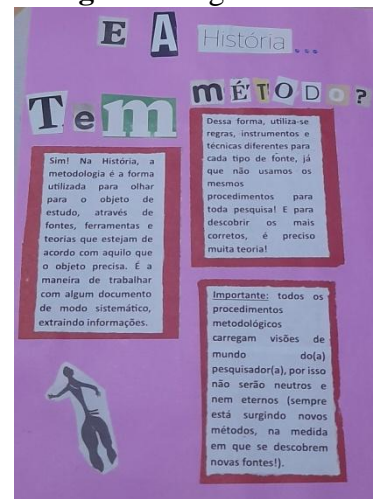 E A História...
Tem MÉTODO?
Sim! Na História, a
metodologia é a forma
utilizada para olhar
para o objeto de
estudo, através de
fontes, ferramentas e
teorias que estejam de
acordo com aquilo que
o objeto precisa. É a
maneira de trabalhar
com algum documento
de modo sistemático,
extraindo informações.
Dessa forma, utiliza-se
regras, instrumentos e
técnicas diferentes para
cada tipo de fonte, já
que não usamos os
mesmos
procedimentos para
toda pesquisa! E para
descobrir os mais
corretos, é preciso
muita teoria!
Importante: todos os
procedimentos
metodológicos
carregam visões de
mundo do(a)
pesquisador(a), por isso
não serão neutros e
nem eternos (sempre
está surgindo novos
métodos, na medida
em que se descobrem
novas fontes!).